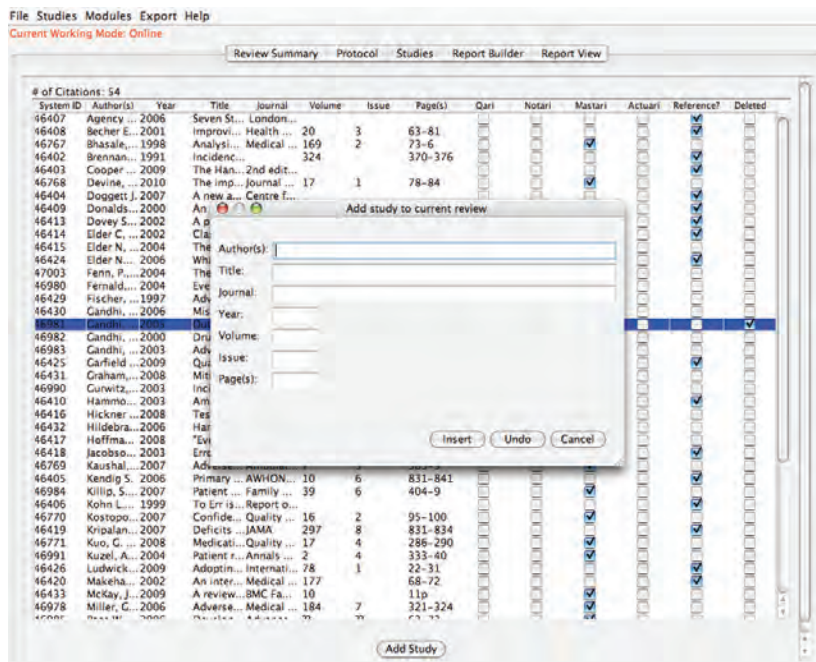 File Studies Modules Export Help
Current Working Mode: Online
Review Summary Protocol Studies Report Builder Report View
# of Citations: 54
System ID Author(s) Year Title Journal Volume Issue Page(s) Qari Notari Mastari Actuari Reference? Deleted
46407 Agency ... 2006 Seven St... London...
46408 Becher E... 2001 Improvi... Health ... 20 3 63-81
46767 Bhasale,... 1998 Analysi... Medical ... 169 2 73-6
46402 Brennan... 1991 Incidenc... 324 370-376
46403 Cooper ... 2009 The Han... 2nd edit...
46768 Devine, ... 2010 The imp... Journal ... 17 1 78-84
46404 Doggett J. 2007 A new a... Centre f...
46409 Donalds... 2000 An
46413 Dovey S... 2002 A p
46414 Elder C, ... 2002 Cla
46415 Elder N, ... 2004 The
46424 Elder N... 2006 Wha
47003 Fenn, P.,... 2004 The
46980 Fernald,... 2004 Eve
46429 Fischer, ... 1997 Adv
46430 Gandhi, ... 2006 Mis
46981 Gandhi, ... 2005
46982 Gandhi, ... 2000 Dru
46983 Gandhi, ... 2003 Adv
46425 Garfield ... 2009 Qua
46431 Graham,... 2008 Miti
46990 Gurwitz,... 2003 Inci
46410 Hammo... 2003 Am
46416 Hickner ... 2008 Tes
46432 Hildebra... 2006 Har
46417 Hoffma... 2008 "Evi
46418 Jacobso... 2003 Erro
46769 Kaushal,... 2007
46405 Kendig S. 2006 Primary ... AWHON... 10 6 831-841
46984 Killip, S.... 2007 Patient ... Family ... 39 6 404-9
46406 Kohn L... 1999 To Err is... Report o...
46770 Kostopo... 2007 Confide... Quality ... 16 2 95-100
46419 Kripalan... 2007 Deficits ... JAMA 297 8 831-834
46771 Kuo, G. ... 2008 Medicati... Quality ... 17 4 286-290
46991 Kuzel, A... 2004 Patient r... Annals ... 2 4 333-40
46426 Ludwick... 2009 Adoptin... Internati... 78 1 22-31
46420 Makeha... 2002 An inter... Medical ... 177 68-72
46433 McKay, J... 2009 A review... BMC Fa... 10 11p
46978 Miller, G... 2006 Adverse... Medical ... 184 7 321-324
Add study to current review
Author(s):
Title:
Journal:
Year:
Volume:
Issue:
Page(s):
Insert Undo Cancel
Add Study